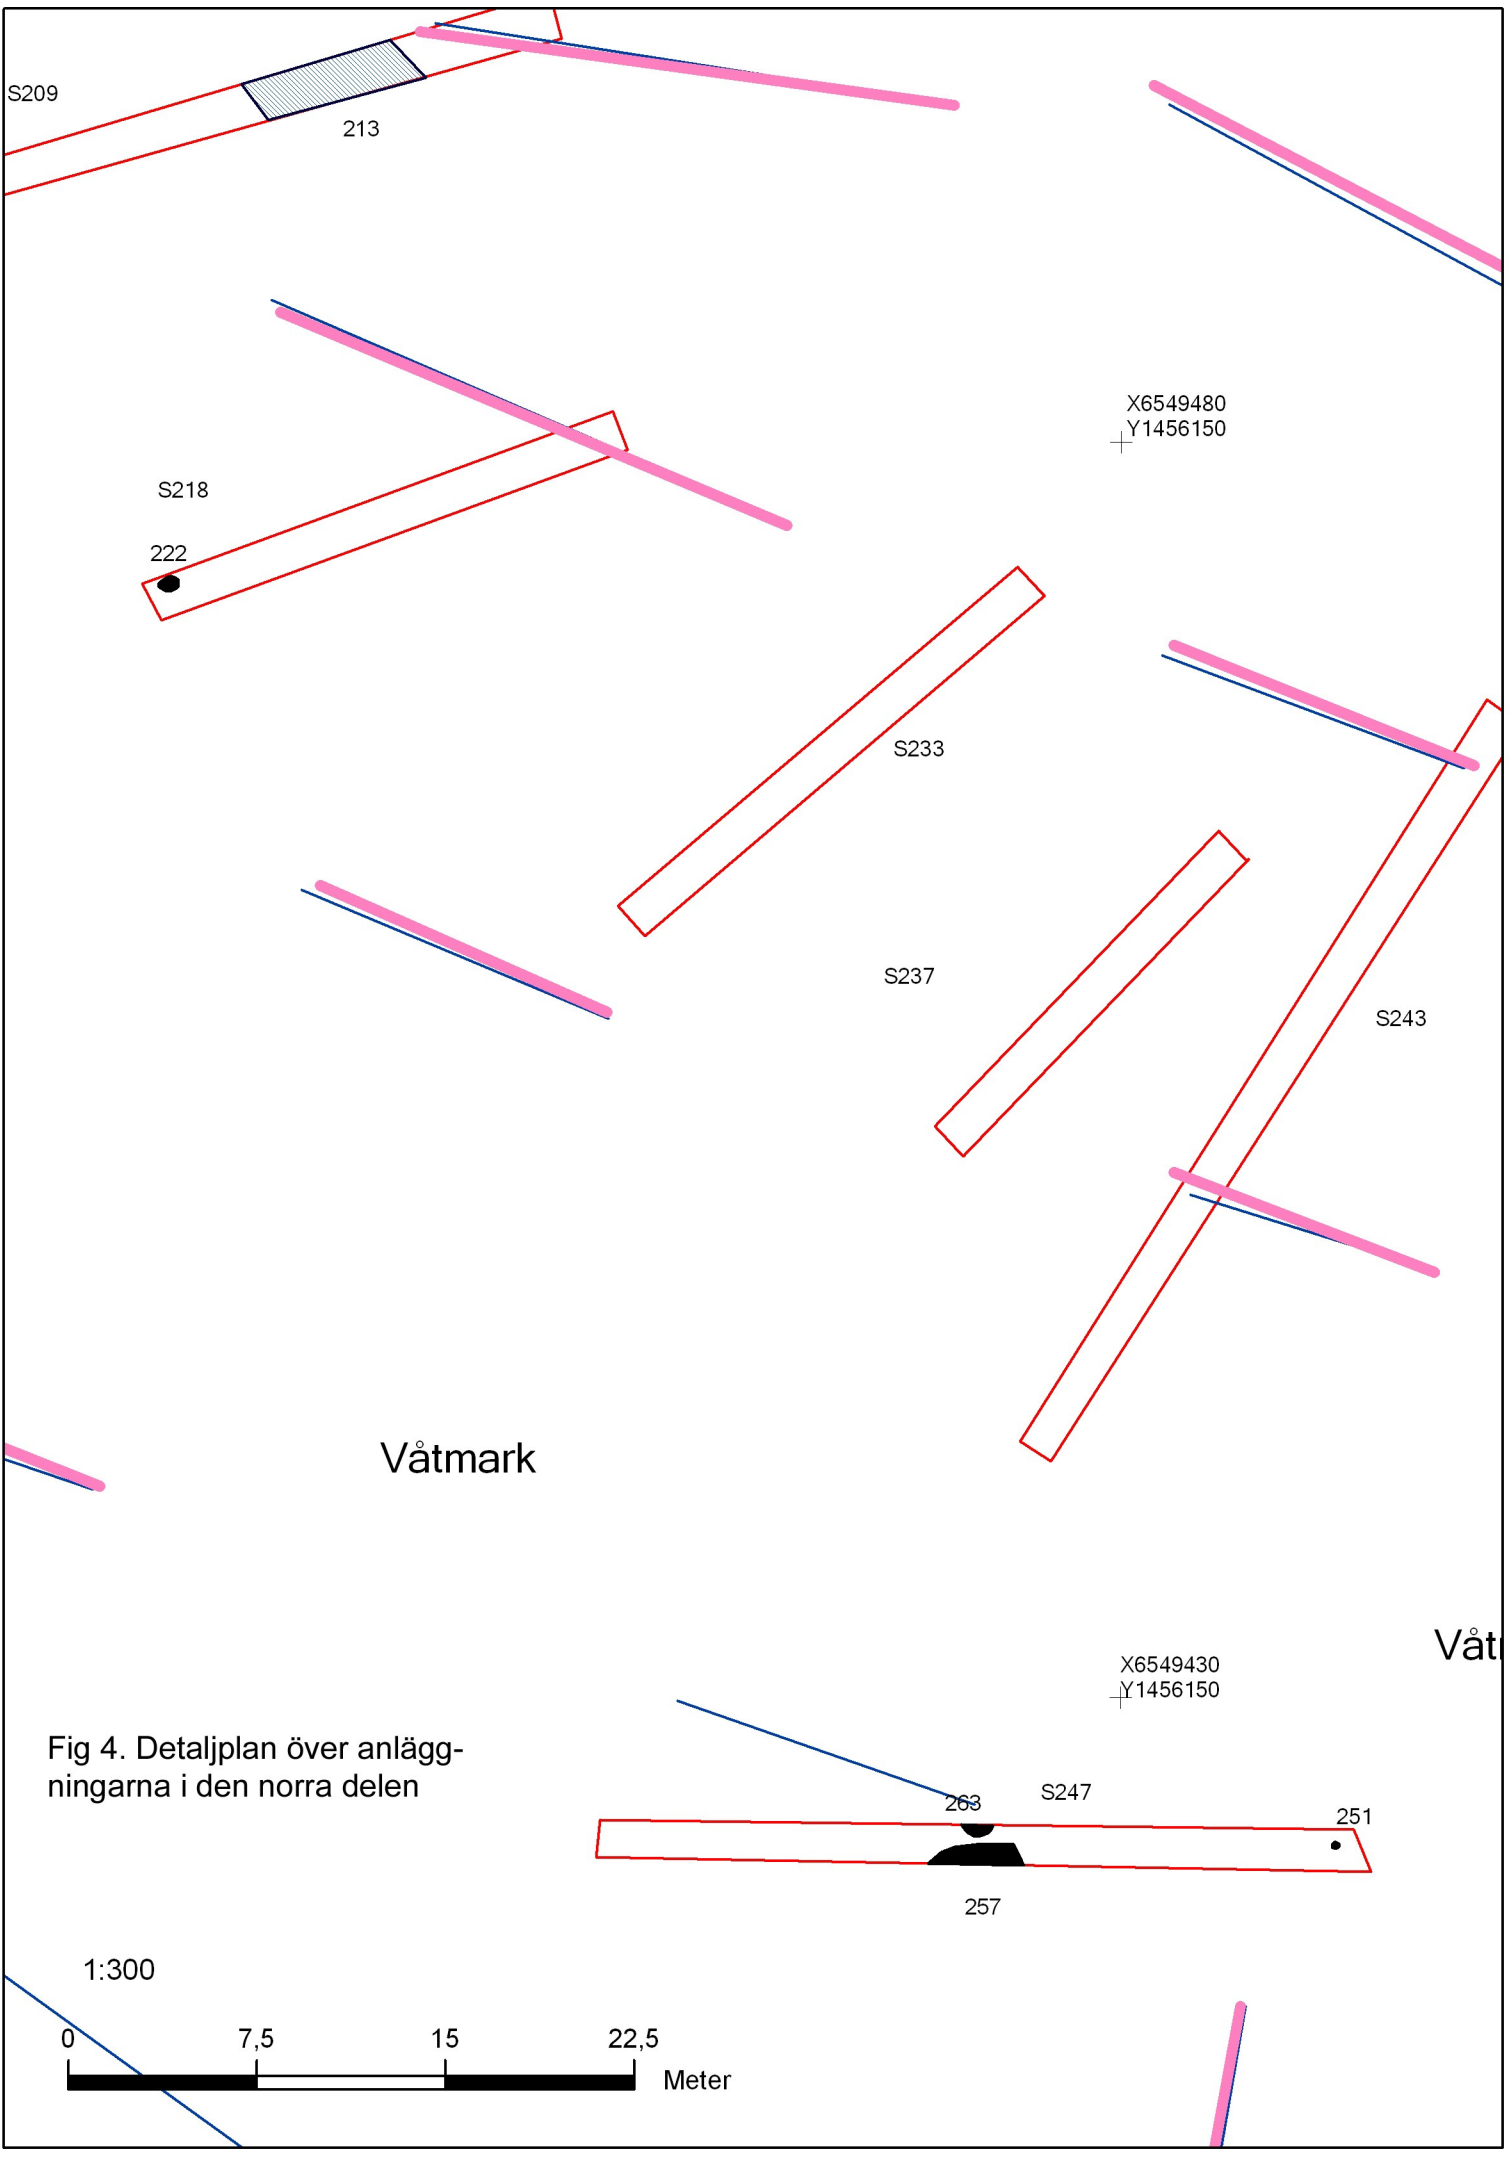 S209
213
X6549480
Y1456150
S218
222
S233
S237
S243
Våtmark
Våt
X6549430
Y1456150
Fig 4. Detaljplan över anlägg-
ningarna i den norra delen
263
S247
251
257
1:300
0 7,5 15 22,5
Meter